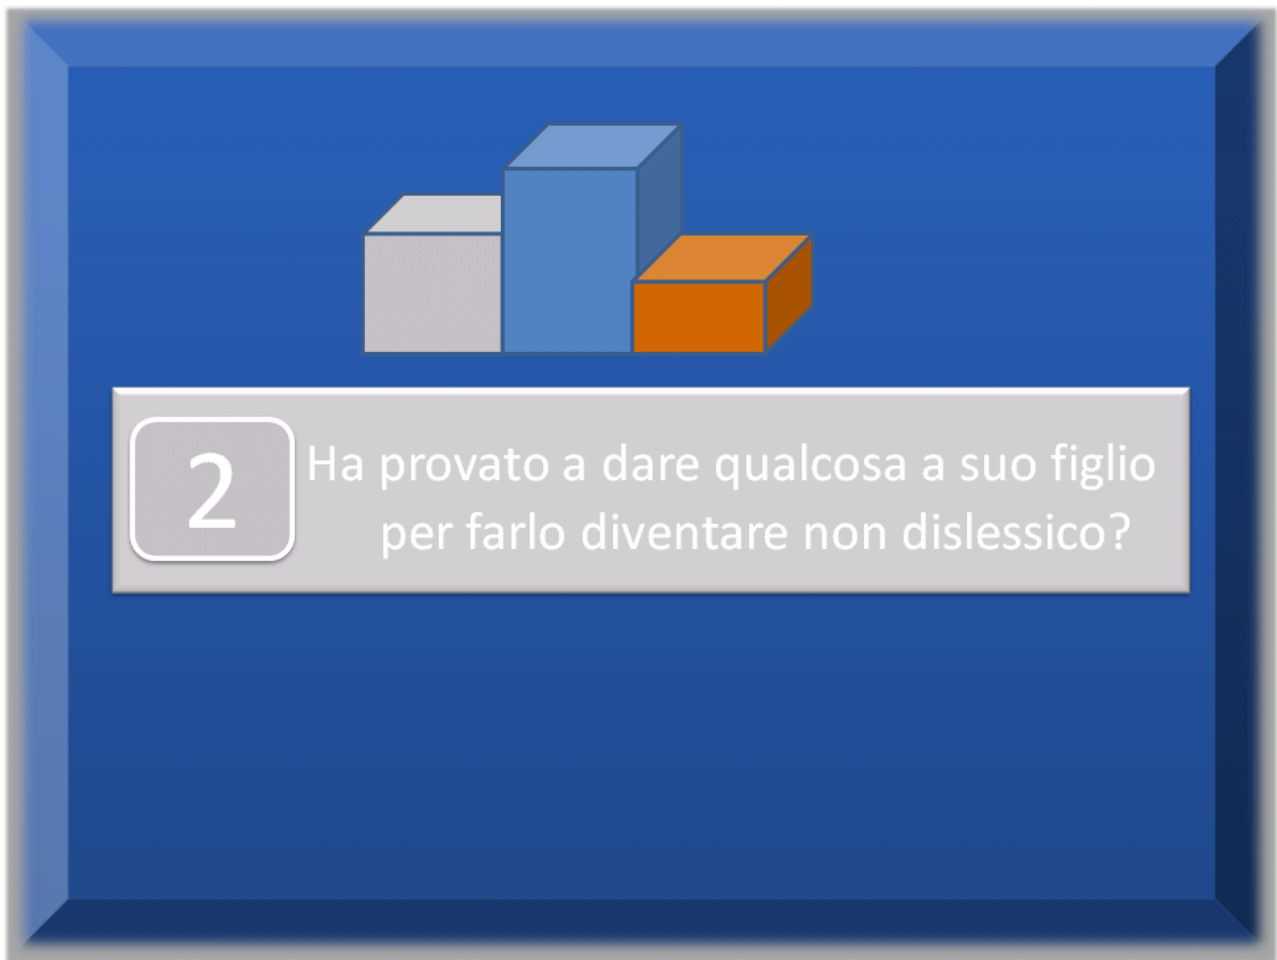 2
Ha provato a dare qualcosa a suo figlio
per farlo diventare non dislessico?